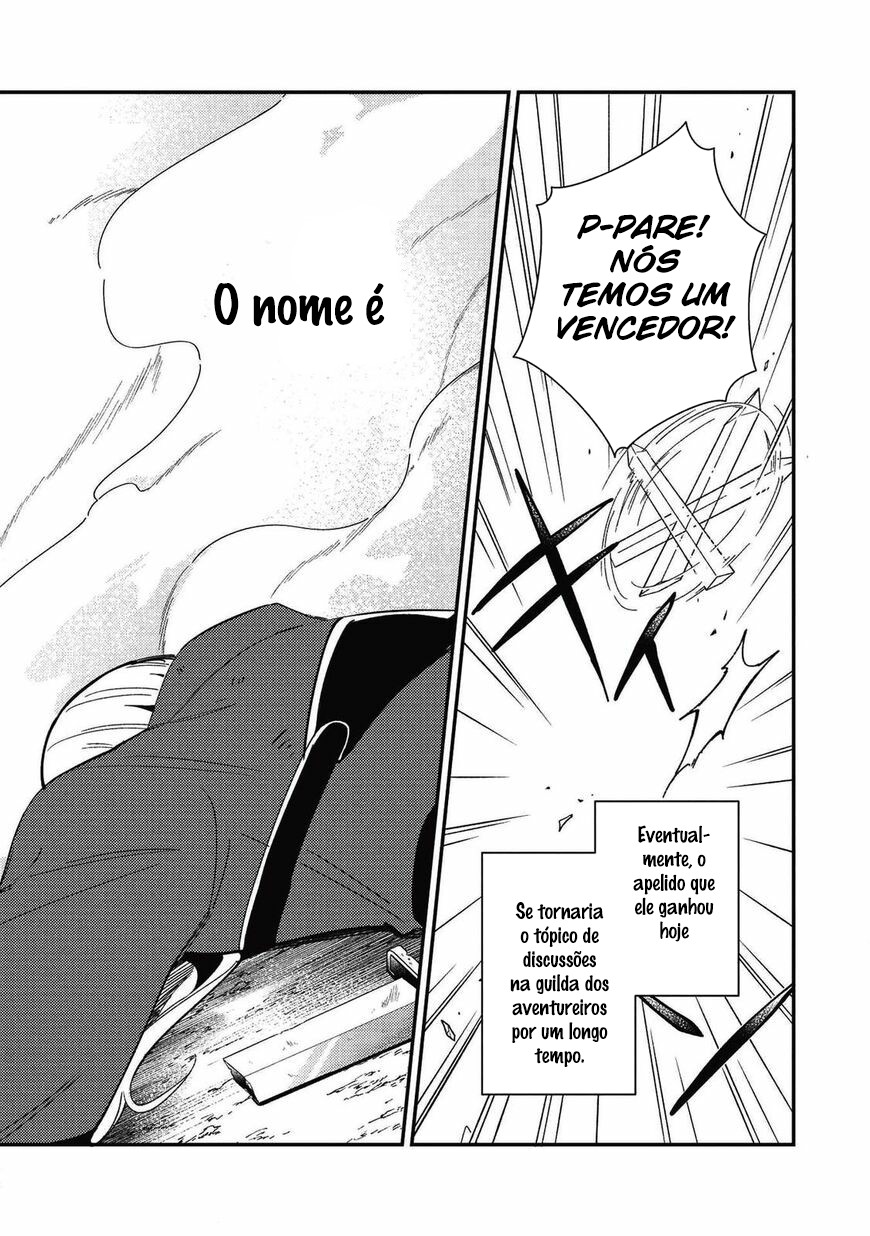 P-PARE!
NÓS
TEMOS UM
VENCEDOR!
Eventual-
mente, o
apelido que
ele ganhou
hoje
Se tornaria
o tópico de
discussões
na guilda dos
aventureiros
por um longo
tempo.
O nome é